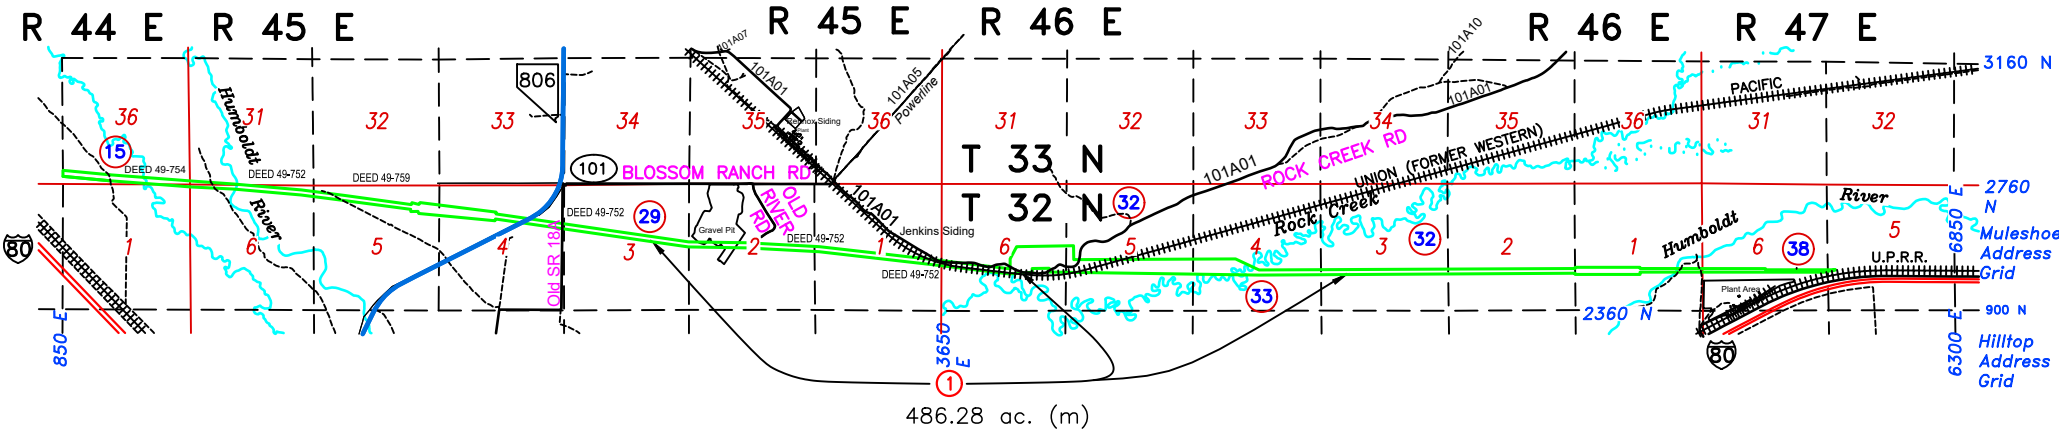 R 44 E R 45 E
R 45 E R 46 E
R 46 E R 47 E
3160 N
806
101A07
101A01
101A05
Powerline
101A10
101A01
PACIFIC
36 31 32 33 34 35 36 31 32 33 34 35 36 31 32
Humboldt
River
15
Rennox Siding
Plant
DEED 49-754
DEED 49-752
DEED 49-759
101
BLOSSOM RANCH RD
T 33 N
T 32 N
101A01
ROCK CREEK RD
UNION (FORMER WESTERN)
Rock Creek
2760
N
6850 E
Muleshoe
Address
Grid
DEED 49-752
29
OLD
RIVER
RD
101A01
32
32
Humboldt
River
Gravel Pit
Jenkins Siding
DEED 49-752
DEED 49-752
80
1 6 5 4 3 2 1 6 5 4 3 2 1 6 5
38
33
U.P.R.R.
Plant Area
Old SR 18A
850 E
3650
E
2360 N
900 N
6300 E
Hilltop
Address
Grid
80
1
486.28 ac. (m)